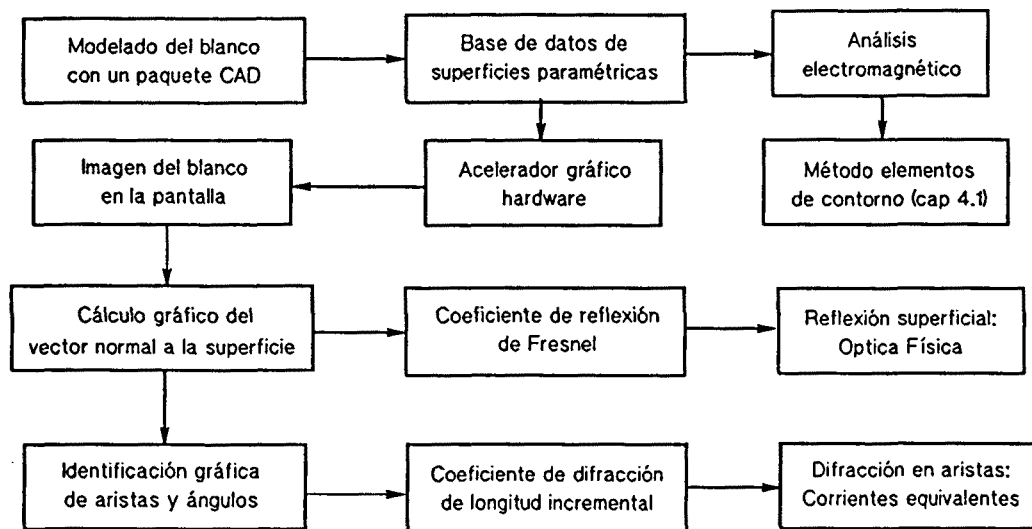 Modelado del blanco
con un paquete CAD
Base de datos de
superficies paramétricas
Análisis
electromagnético
Imagen del blanco
en la pantalla
Acelerador gráfico
hardware
Método elementos
de contorno (cap 4.1)
Cálculo gráfico del
vector normal a la superficie
Coeficiente de reflexión
de Fresnel
Reflexión superficial:
Optica Física
Identificación gráfica
de aristas y ángulos
Coeficiente de difracción
de longitud incremental
Difracción en aristas:
Corrientes equivalentes